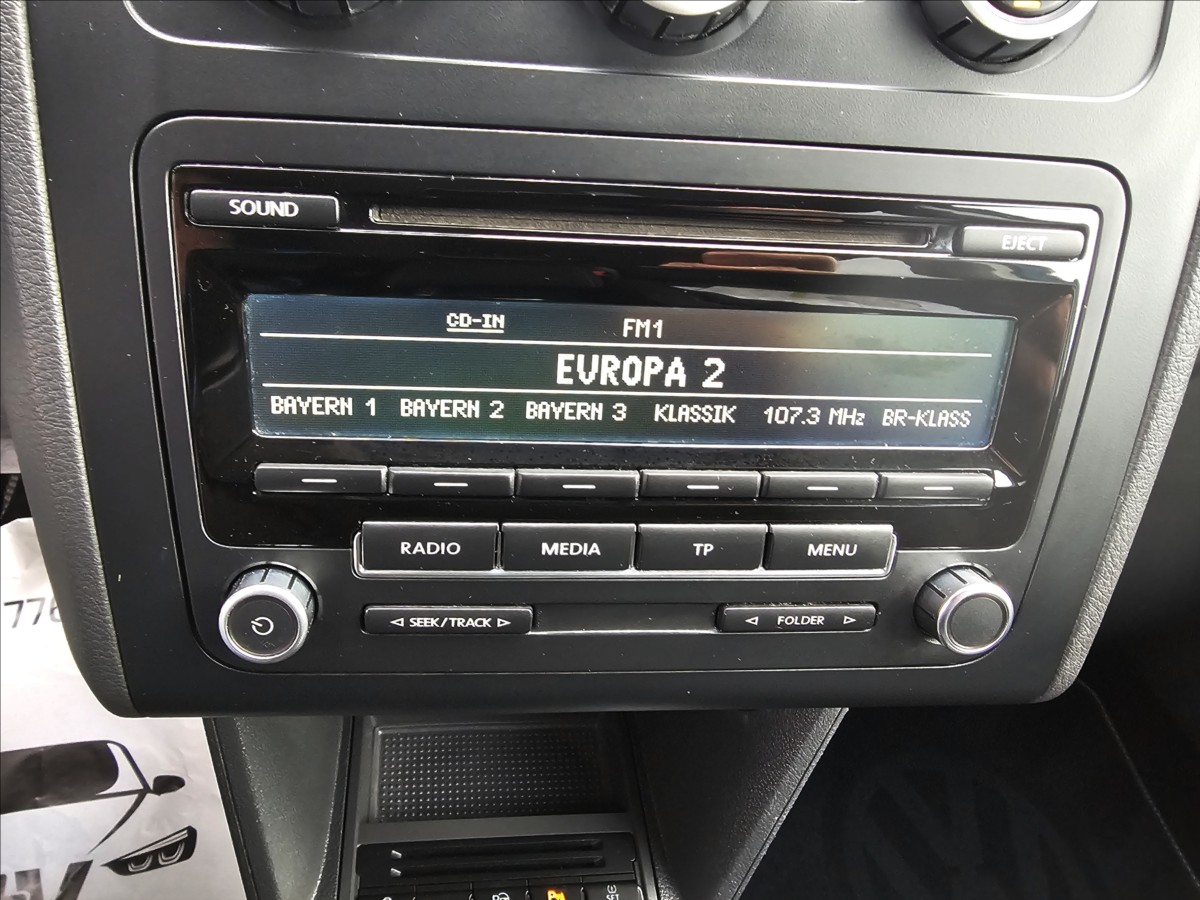 SOUND
EJECT
CD-IN FM1
EVROPA 2
BAYERN 1 BAYERN 2 BAYERN 3 KLASSIK 107.3 MHz BR-KLASS
RADIO MEDIA TP MENU
SEEK/TRACK FOLDER
776